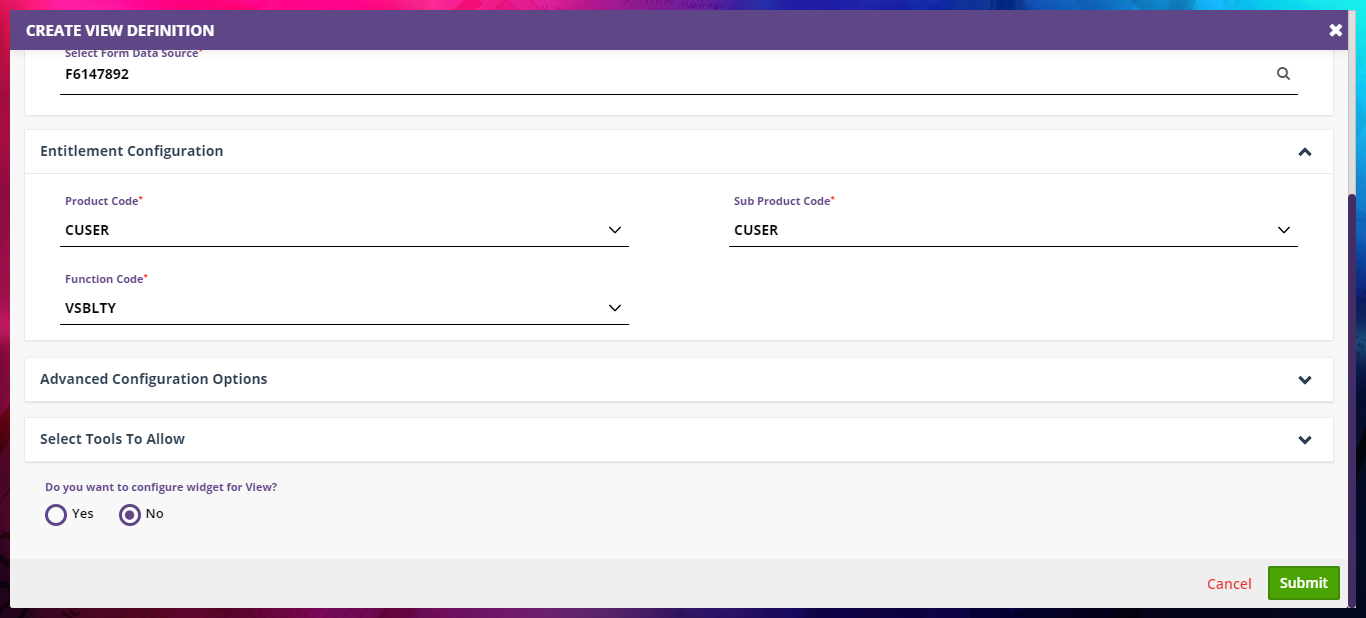 CREATE VIEW DEFINITION
Select Form Data Source*
F6147892
Entitlement Configuration
Product Code* Sub Product Code*
CUSER CUSER
Function Code*
VSBLTY
Advanced Configuration Options
Select Tools To Allow
Do you want to configure widget for View?
Yes No
Cancel Submit